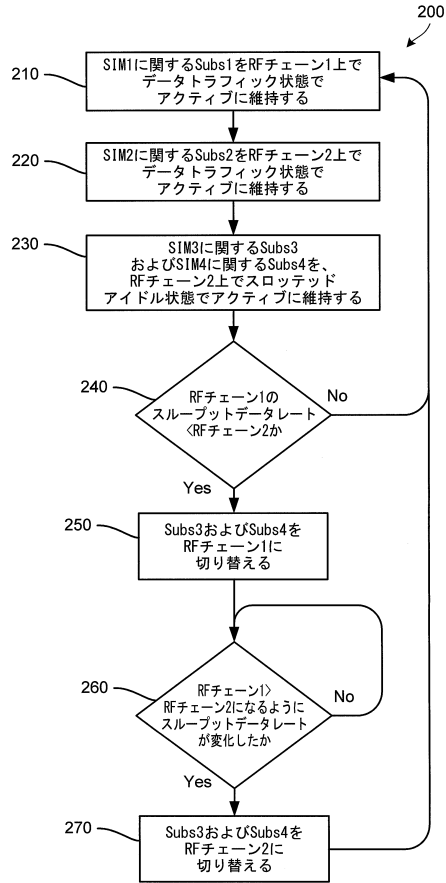 200
210
SIM1に関するSubs1をRFチェーン1上で
データトラフィック状態で
アクティブに維持する
220
SIM2に関するSubs2をRFチェーン2上で
データトラフィック状態で
アクティブに維持する
230
SIM3に関するSubs3
およびSIM4に関するSubs4を、
RFチェーン2上でスロッテッド
アイドル状態でアクティブに維持する
240
RFチェーン1の
スループットデータレート
<RFチェーン2か
No
Yes
250
Subs3およびSubs4を
RFチェーン1に
切り替える
260
RFチェーン1>
RFチェーン2になるように
スループットデータレート
が変化したか
No
Yes
270
Subs3およびSubs4を
RFチェーン2に
切り替える